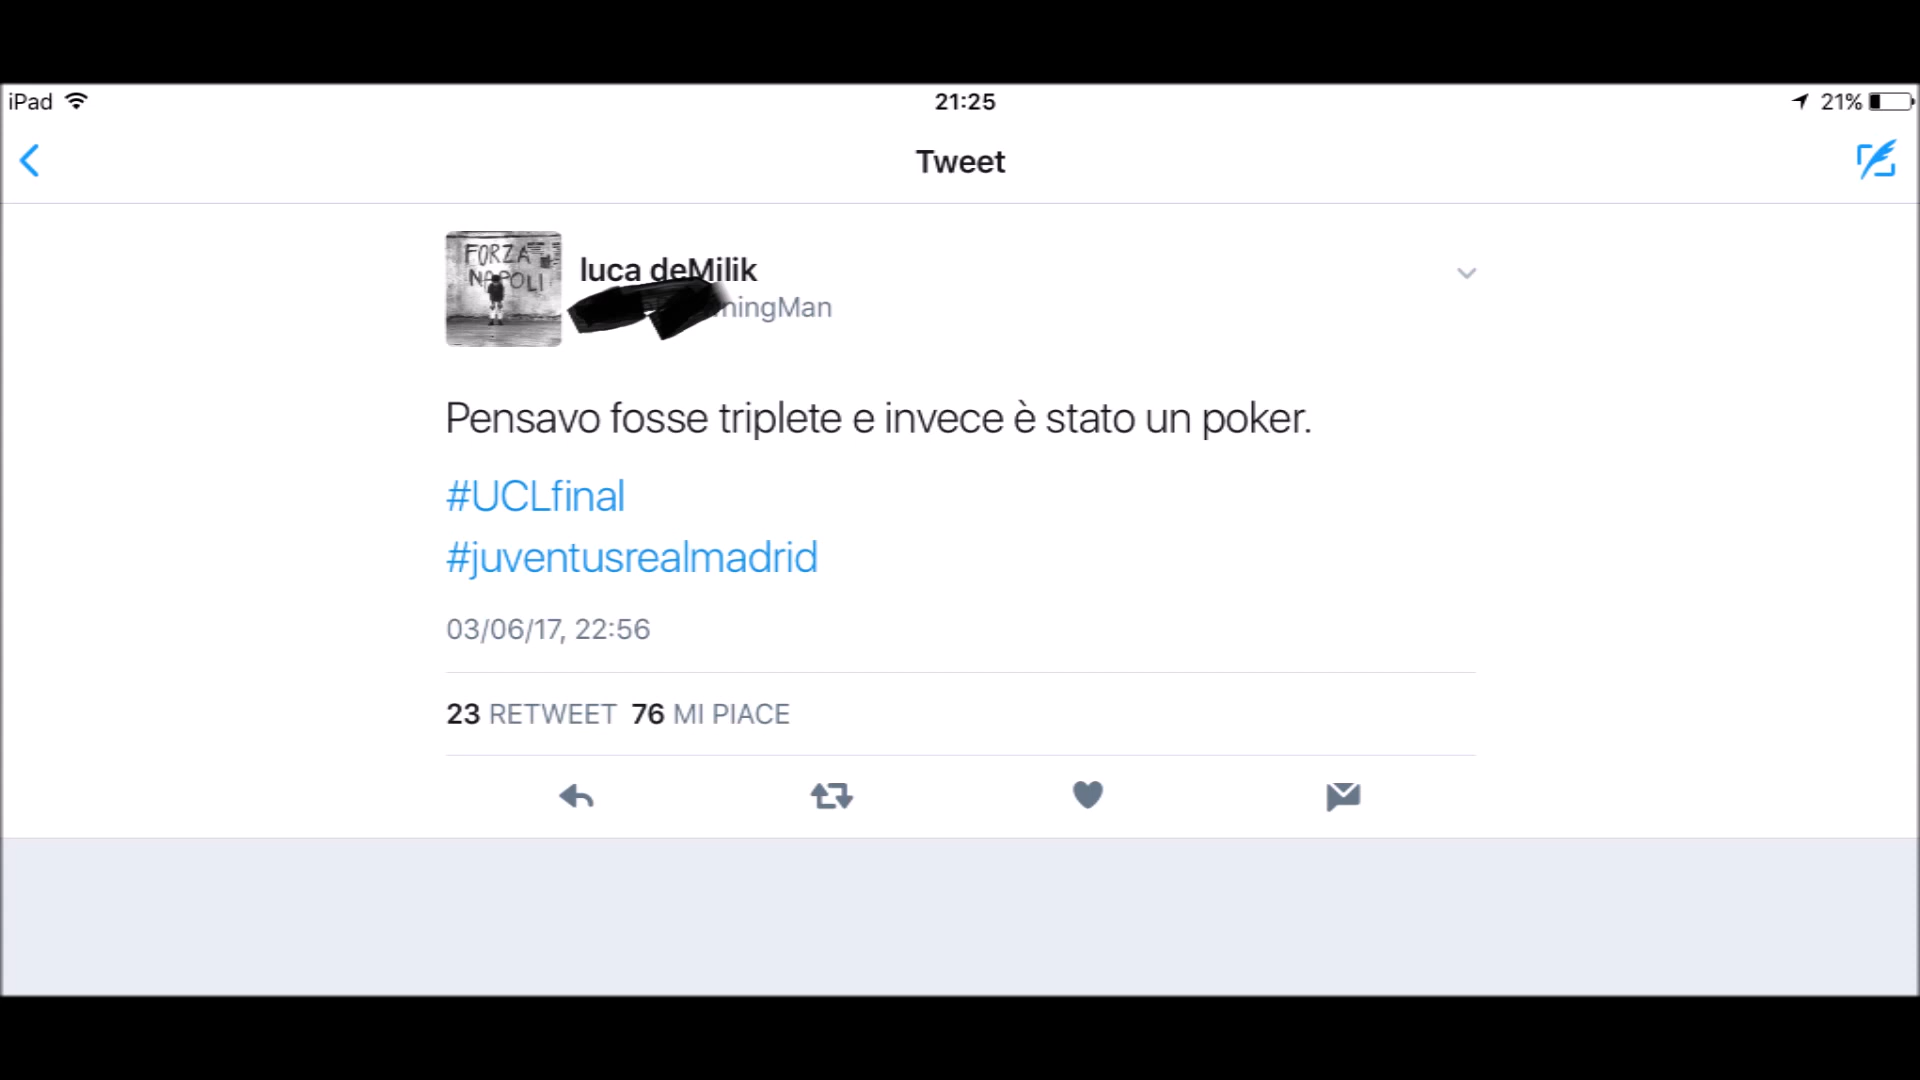 iPad 21:25 21%
Tweet
FORZA
NAPOLI
luca deMilik
Pensavo fosse triplete e invece è stato un poker.
#UCLfinal
#juventusrealmadrid
03/06/17, 22:56
23 RETWEET 76 MI PIACE